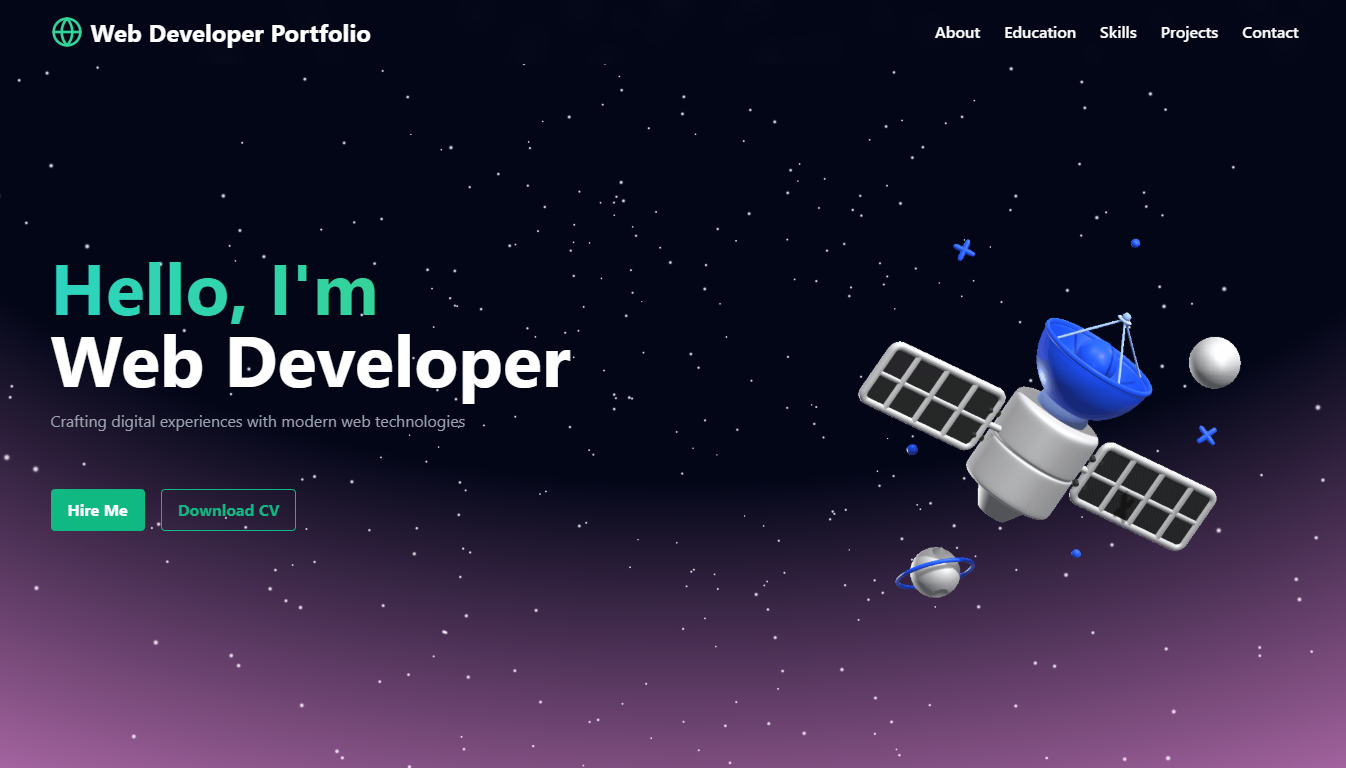 Web Developer Portfolio
About Education Skills Projects Contact
Hello, I'm
Web Developer
Crafting digital experiences with modern web technologies
Hire Me
Download CV